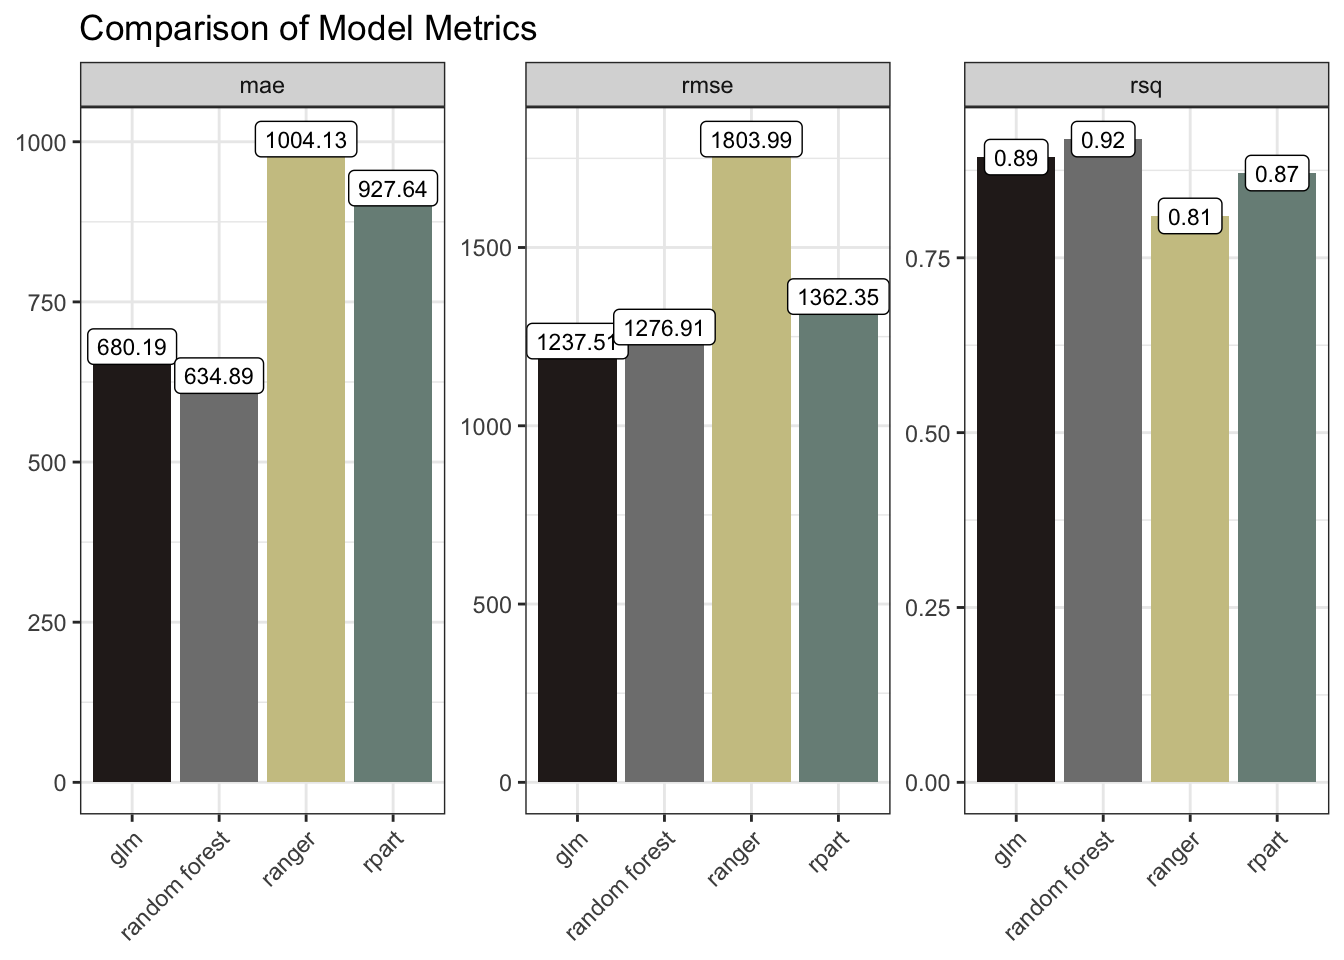 Comparison of Model Metrics
mae
1000
750
500
250
0
680.19
634.89
1004.13
927.64
glm
random forest
ranger
rpart
rmse
1500
1000
500
0
1237.51
1276.91
1803.99
1362.35
glm
random forest
ranger
rpart
rsq
0.75
0.50
0.25
0.00
0.89
0.92
0.81
0.87
glm
random forest
ranger
rpart